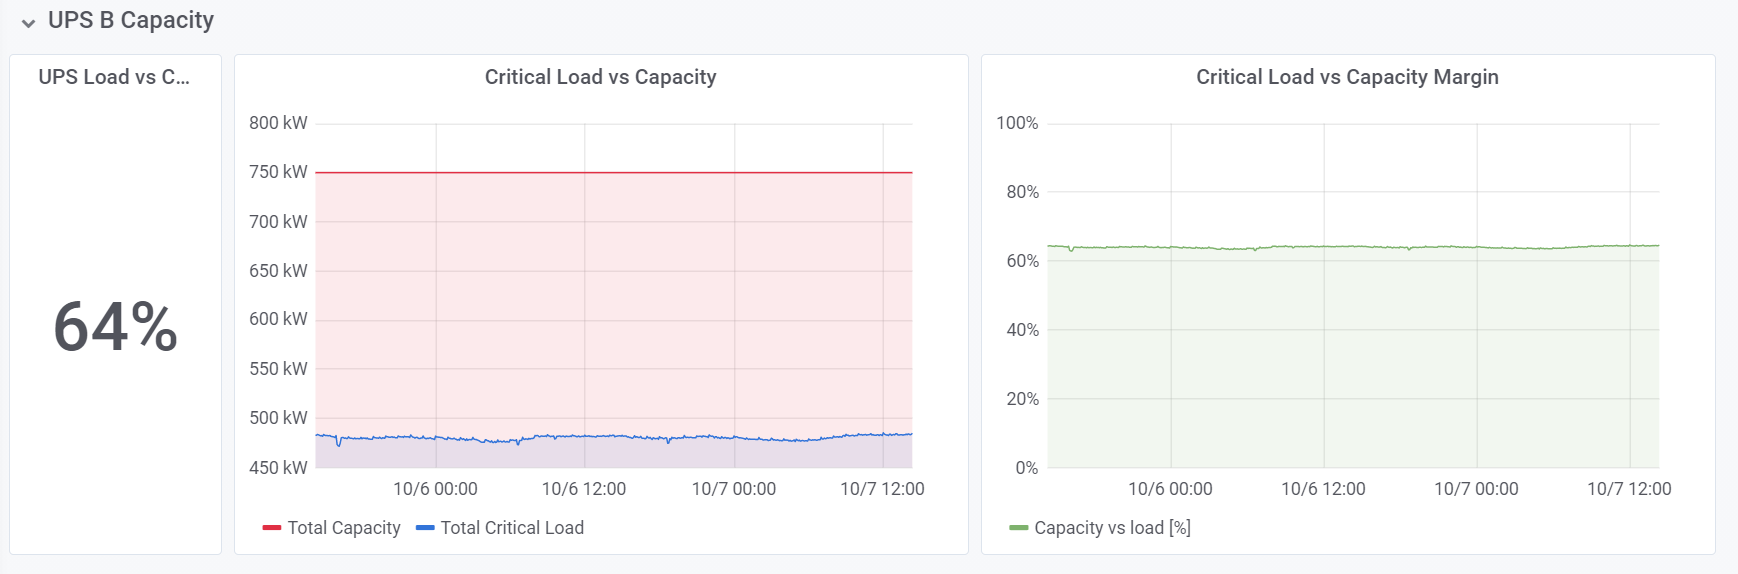 UPS B Capacity
UPS Load vs C...
64%
Critical Load vs Capacity
800 kW
750 kW
700 kW
650 kW
600 kW
550 kW
500 kW
450 kW
10/6 00:00 10/6 12:00 10/7 00:00 10/7 12:00
Total Capacity Total Critical Load
Critical Load vs Capacity Margin
100%
80%
60%
40%
20%
0%
10/6 00:00 10/6 12:00 10/7 00:00 10/7 12:00
Capacity vs load [%]